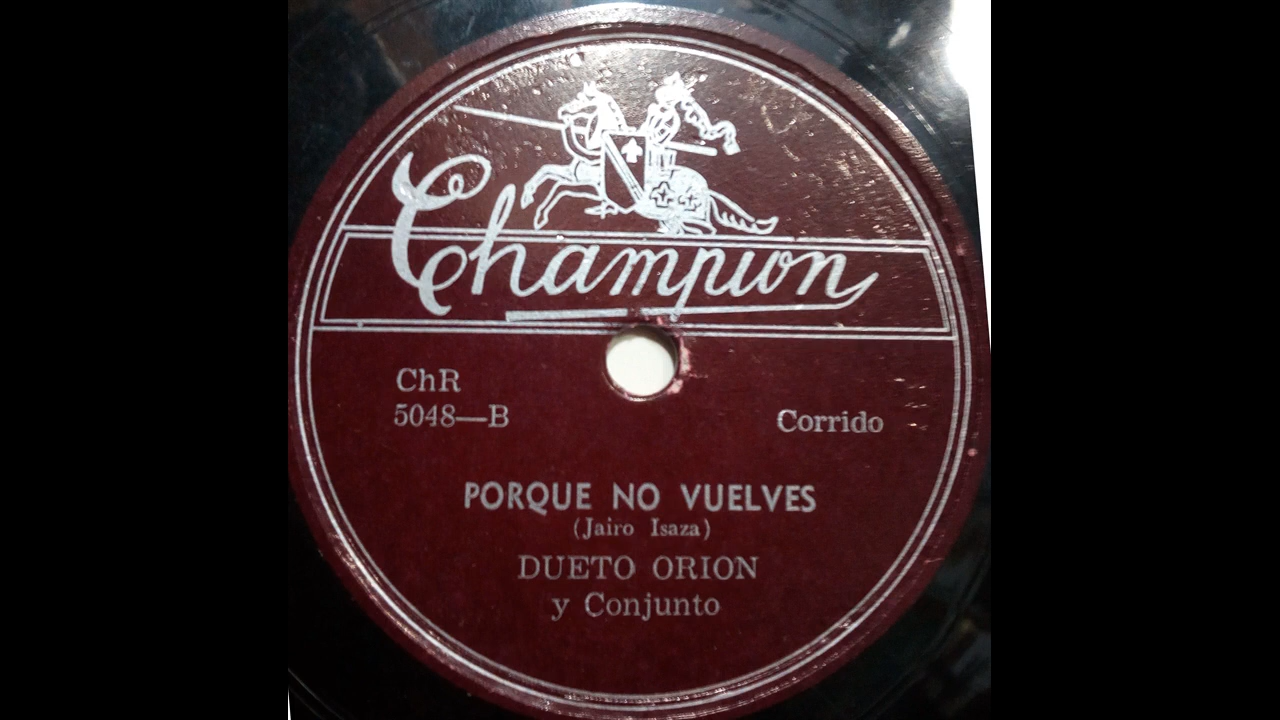 Champion
ChR
5048—B
Corrido
PORQUE NO VUELVES
(Jairo Isaza)
DUETO ORION
y Conjunto